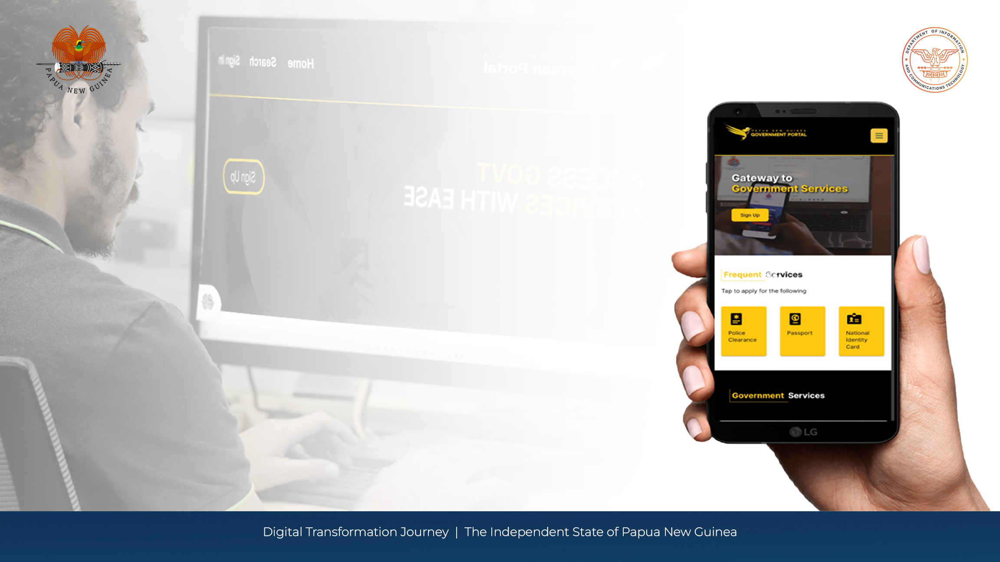 PAPUA NEW GUINEA
DEPARTMENT OF INFORMATION
AND COMMUNICATIONS TECHNOLOGY
Home
Search
Sign In
Portal
Sign Up
ACCESS GOVT
SERVICES WITH EASE
PAPUA NEW GUINEA
GOVERNMENT PORTAL
Gateway to
Government Services
Sign Up
Frequent Services
Tap to apply for the following
Police
Clearance
Passport
National
Identity
Card
Government Services
LG
Digital Transformation Journey | The Independent State of Papua New Guinea